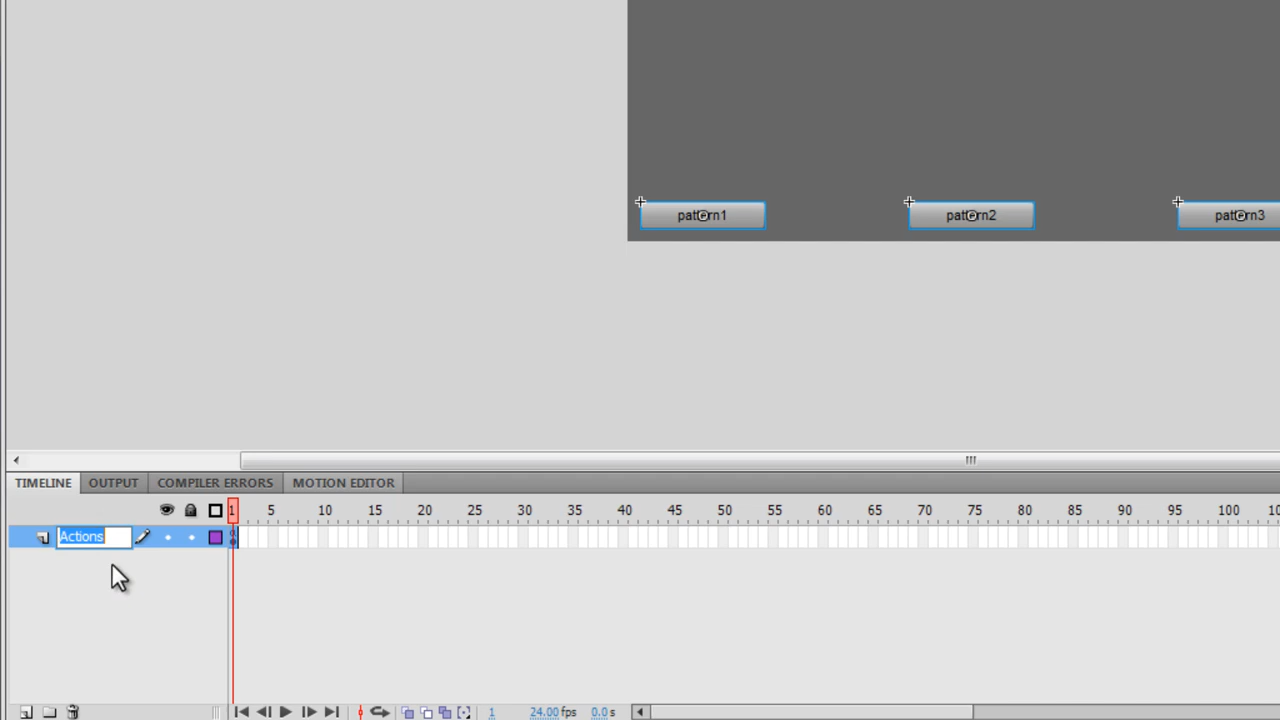 pattern1 pattern2 pattern3
TIMELINE OUTPUT COMPILER ERRORS MOTION EDITOR
1 5 10 15 20 25 30 35 40 45 50 55 60 65 70 75 80 85 90 95 100
Actions
1 24.00 fps 0.0 s